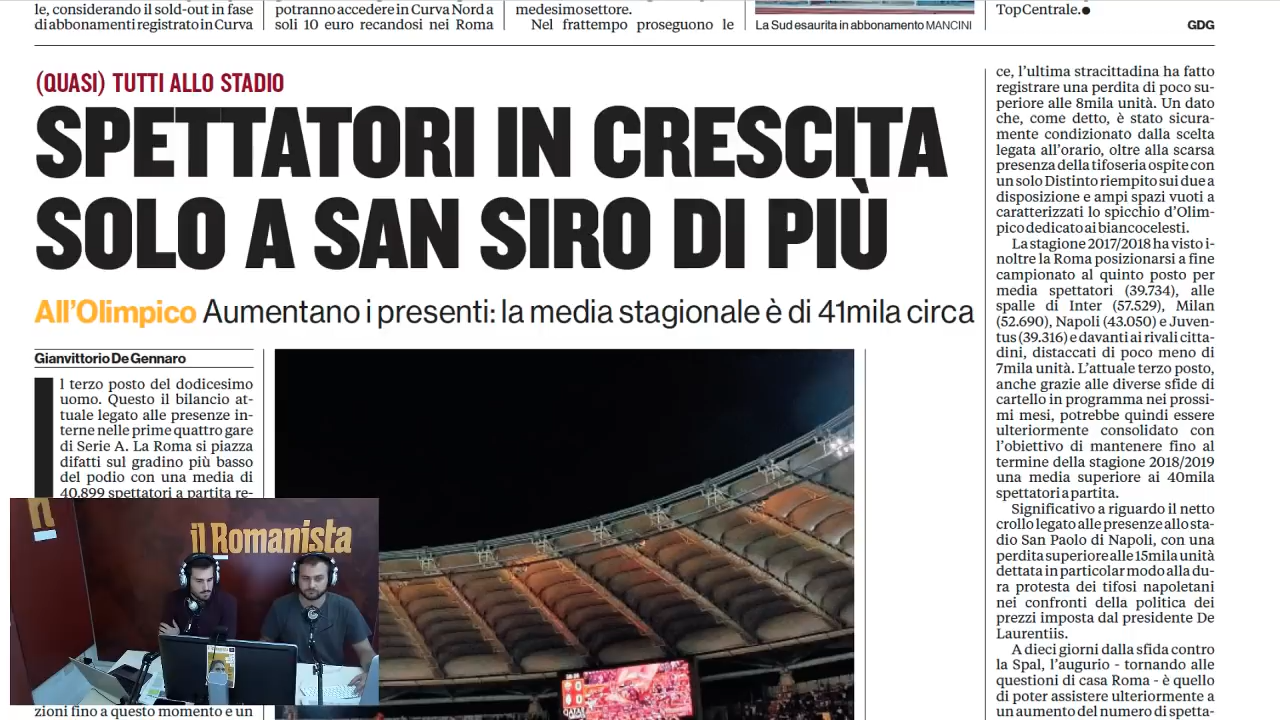 le, considerando il sold-out in fase
di abbonamenti registrato in Curva
potranno accedere in Curva Nord a
soli 10 euro recandosi nei Roma
medesimo settore.
Nel frattempo proseguono le
La Sud esaurita in abbonamento MANCINI
Top Centrale.●
GDG
(QUASI) TUTTI ALLO STADIO
SPETTATORI IN CRESCITA
SOLO A SAN SIRO DI PIÙ
All'Olimpico Aumentano i presenti: la media stagionale è di 41mila circa
Gianvittorio De Gennaro
Il terzo posto del dodicesimo
uomo. Questo il bilancio at-
tuale legato alle presenze in-
terne nelle prime quattro gare
di Serie A. La Roma si piazza
difatti sul gradino più basso
del podio con una media di
40.899 spettatori a partita re-
zioni fino a questo momento e un
ce, l'ultima stracittadina ha fatto
registrare una perdita di poco su-
periore alle 8mila unità. Un dato
che, come detto, è stato sicura-
mente condizionato dalla scelta
legata all'orario, oltre alla scarsa
presenza della tifoseria ospite con
un solo Distinto riempito sui due a
disposizione e ampi spazi vuoti a
caratterizzati lo spicchio d'Olim-
pico dedicato ai biancocelesti.
La stagione 2017/2018 ha visto i-
noltre la Roma posizionarsi a fine
campionato al quinto posto per
media spettatori (39.734), alle
spalle di Inter (57.529), Milan
(52.690), Napoli (43.050) e Juven-
tus (39.316) e davanti ai rivali citta-
dini, distaccati di poco meno di
7mila unità. L'attuale terzo posto,
anche grazie alle diverse sfide di
cartello in programma nei prossi-
mi mesi, potrebbe quindi essere
ulteriormente consolidato con
l'obiettivo di mantenere fino al
termine della stagione 2018/2019
una media superiore ai 40mila
spettatori a partita.
Significativo a riguardo il netto
crollo legato alle presenze allo sta-
dio San Paolo di Napoli, con una
perdita superiore alle 15mila unità
dettata in particolar modo alla du-
ra protesta dei tifosi napoletani
nei confronti della politica dei
prezzi imposta dal presidente De
Laurentiis.
A dieci giorni dalla sfida contro
la Spal, l'augurio - tornando alle
questioni di casa Roma - è quello
di poter assistere ulteriormente a
un aumento del numero di spetta-
il Romanista